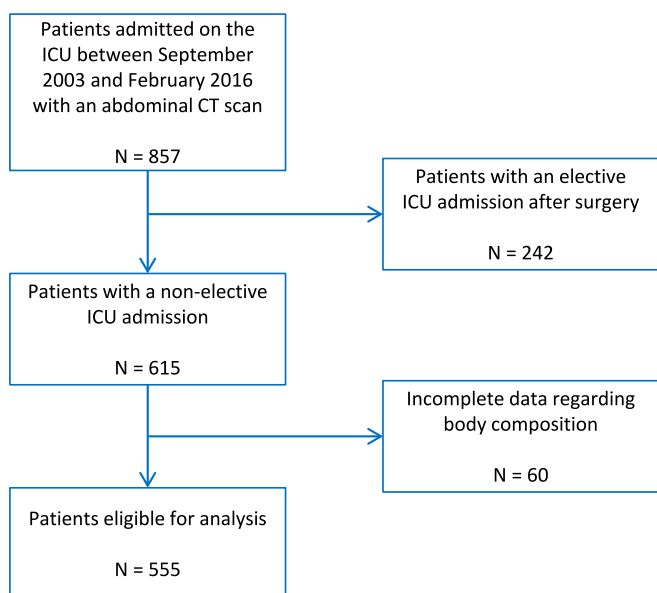 Patients admitted on the
ICU between September
2003 and February 2016
with an abdominal CT scan
N = 857
Patients with an elective
ICU admission after surgery
N = 242
Patients with a non-elective
ICU admission
N = 615
Incomplete data regarding
body composition
N = 60
Patients eligible for analysis
N = 555